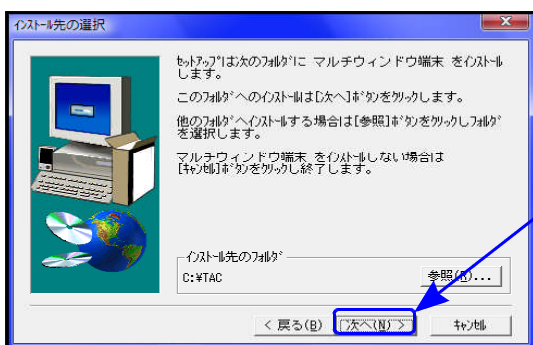 ｲﾝｽﾄｰﾙ先の選択
ｾｯﾄｱｯﾌﾟは次のﾌｫﾙﾀﾞに マルチウィンドウ端末 をｲﾝｽﾄｰﾙ
します。
このﾌｫﾙﾀﾞへのｲﾝｽﾄｰﾙは[次へ]ﾎﾞﾀﾝをｸﾘｯｸします。
他のﾌｫﾙﾀﾞへｲﾝｽﾄｰﾙする場合は[参照]ﾎﾞﾀﾝをｸﾘｯｸしﾌｫﾙﾀﾞ
を選択します。
マルチウィンドウ端末 をｲﾝｽﾄｰﾙしない場合は
[ｷｬﾝｾﾙ]ﾎﾞﾀﾝをｸﾘｯｸし終了します。
ｲﾝｽﾄｰﾙ先のﾌｫﾙﾀﾞ
C:¥TAC
参照(R)...
< 戻る(B)
次へ(N) >
ｷｬﾝｾﾙ